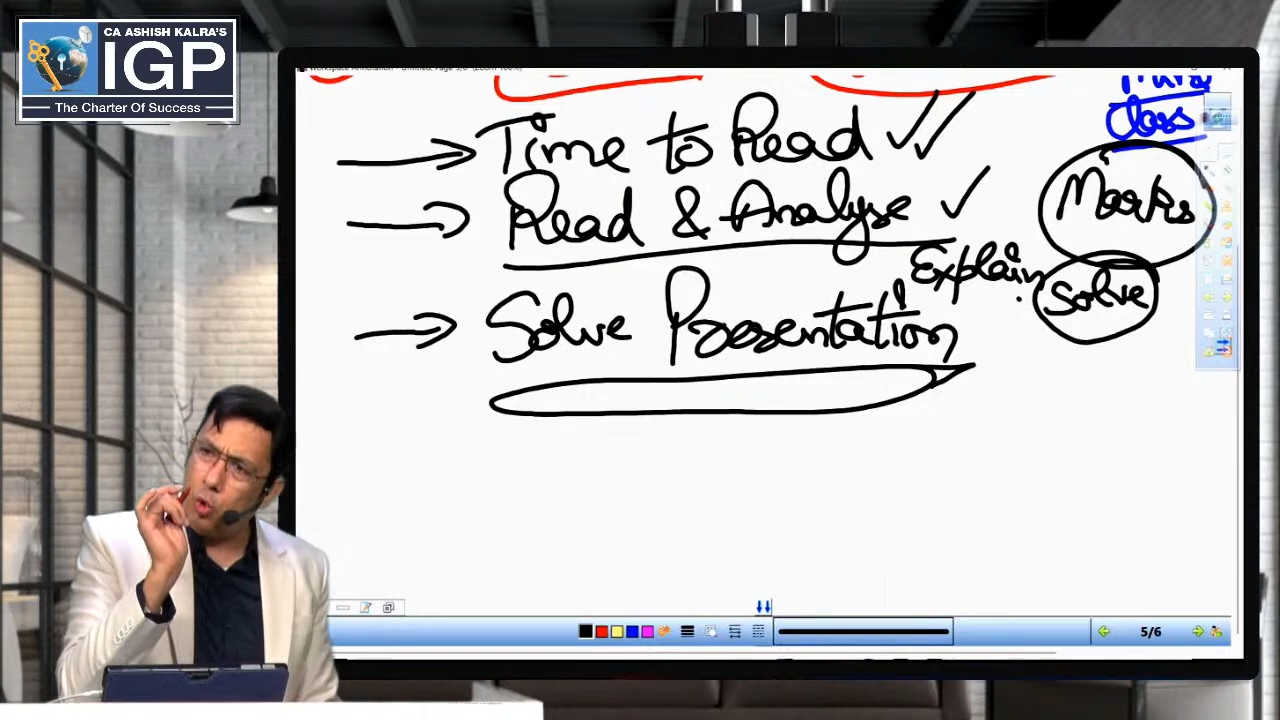 CA ASHISH KALRA'S
IGP
The Charter Of Success
Class
Time to Read
Marks
Read & Analyse
Explain
Solve
Solve Presentation
5/6